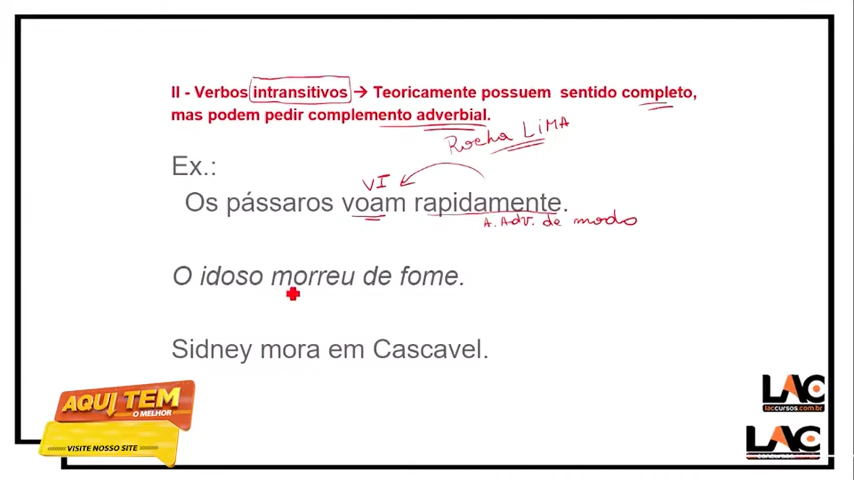 II - Verbos intransitivos → Teoricamente possuem sentido completo,
mas podem pedir complemento adverbial.
Rocha LiMA
Ex.:
VI
Os pássaros voam rapidamente.
A. Adv. de modo
O idoso morreu de fome.
Sidney mora em Cascavel.
AQUI TEM
O MELHOR
VISITE NOSSO SITE
LAC
laccursos.com.br
LAC